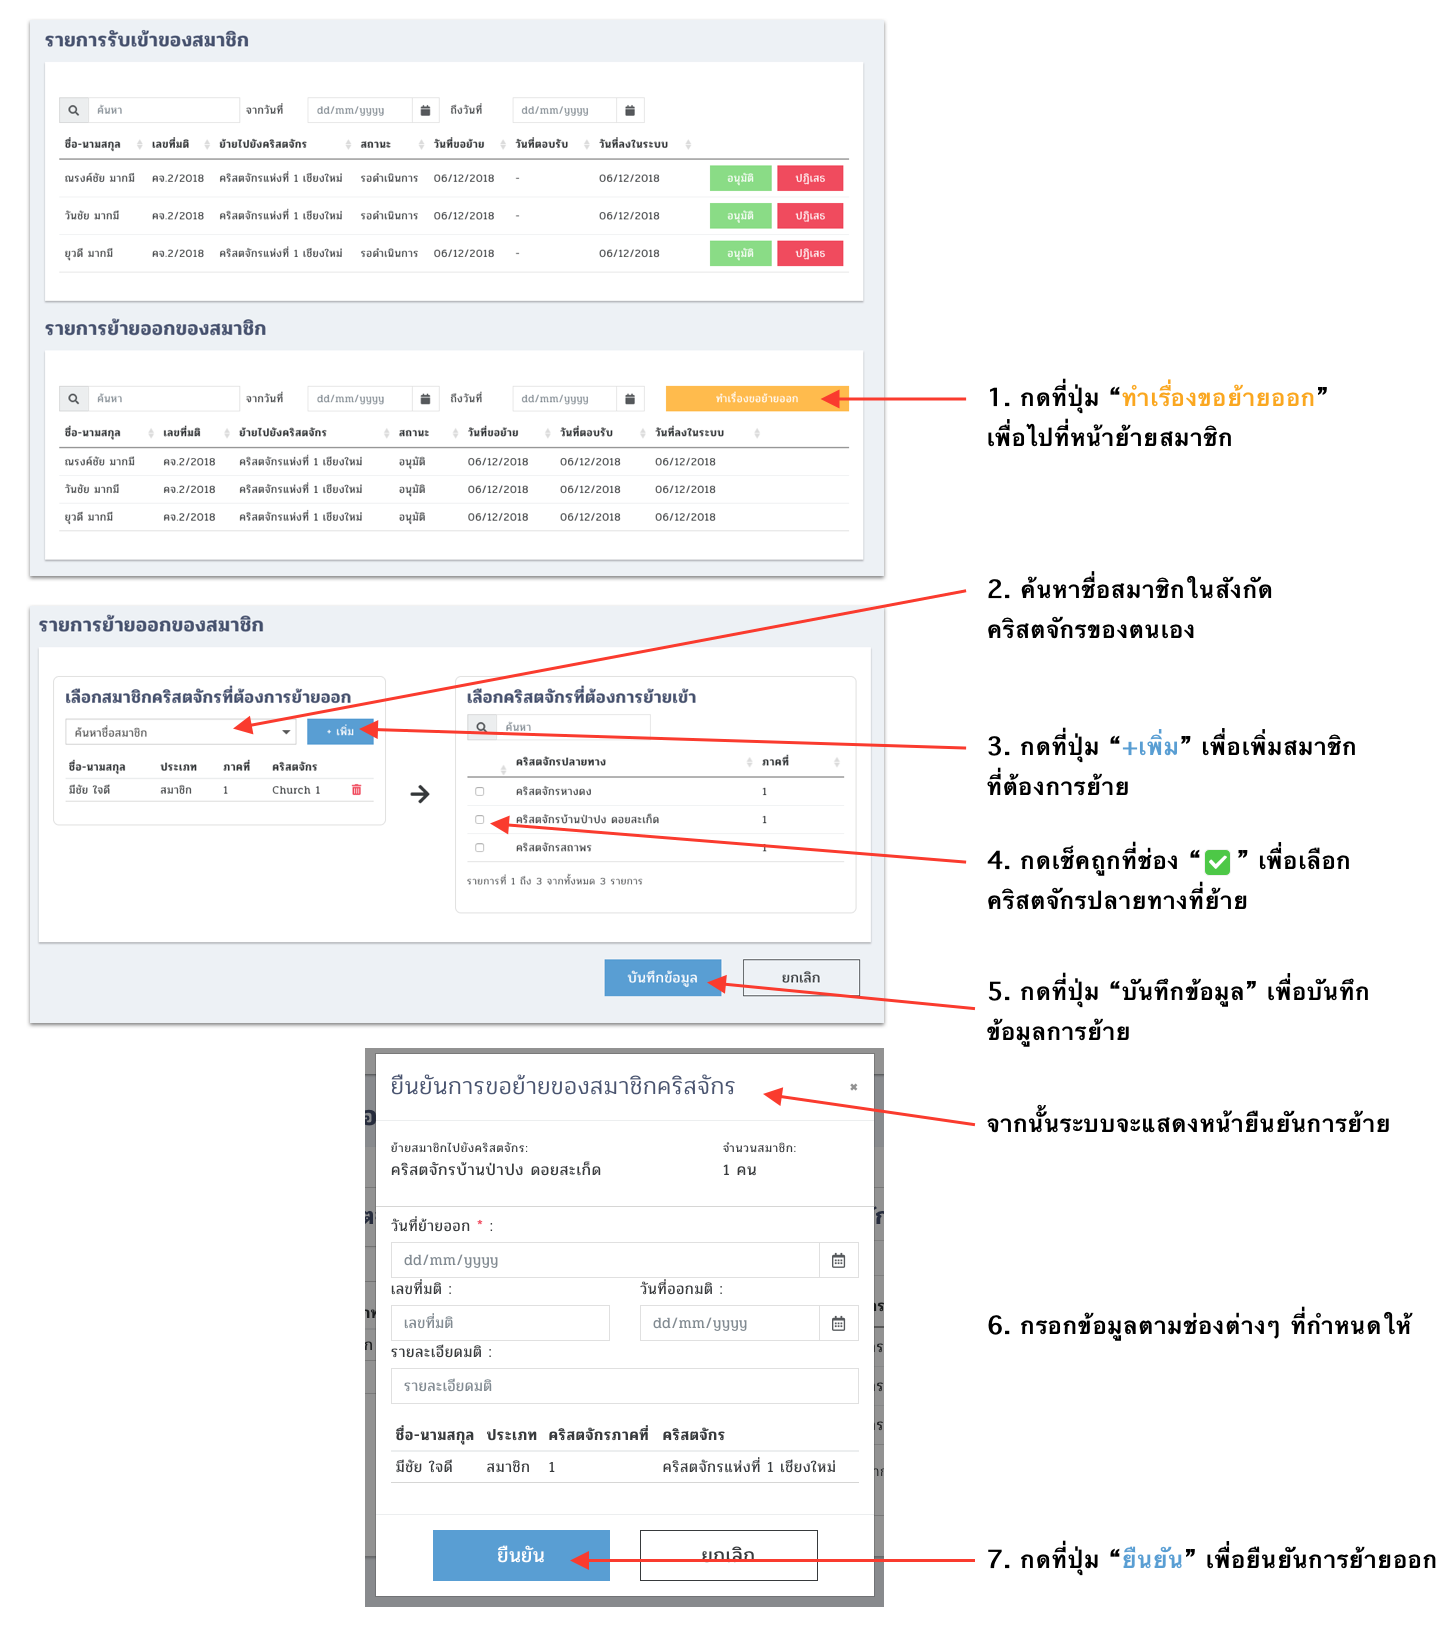 รายการรับเข้าของสมาชิก
ค้นหา จากวันที่ dd/mm/yyyy ถึงวันที่ dd/mm/yyyy
ชื่อ-นามสกุล เลขที่มติ ย้ายไปยังคริสตจักร สถานะ วันที่ขอย้าย วันที่ตอบรับ วันที่ลงในระบบ
ณรงค์ชัย มากมี คจ.2/2018 คริสตจักรแห่งที่ 1 เชียงใหม่ รอดำเนินการ 06/12/2018 - 06/12/2018 อนุมัติ ปฏิเสธ
วันชัย มากมี คจ.2/2018 คริสตจักรแห่งที่ 1 เชียงใหม่ รอดำเนินการ 06/12/2018 - 06/12/2018 อนุมัติ ปฏิเสธ
ยุวดี มากมี คจ.2/2018 คริสตจักรแห่งที่ 1 เชียงใหม่ รอดำเนินการ 06/12/2018 - 06/12/2018 อนุมัติ ปฏิเสธ
รายการย้ายออกของสมาชิก
ค้นหา จากวันที่ dd/mm/yyyy ถึงวันที่ dd/mm/yyyy ทำเรื่องขอย้ายออก
ชื่อ-นามสกุล เลขที่มติ ย้ายไปยังคริสตจักร สถานะ วันที่ขอย้าย วันที่ตอบรับ วันที่ลงในระบบ
ณรงค์ชัย มากมี คจ.2/2018 คริสตจักรแห่งที่ 1 เชียงใหม่ อนุมัติ 06/12/2018 06/12/2018 06/12/2018
วันชัย มากมี คจ.2/2018 คริสตจักรแห่งที่ 1 เชียงใหม่ อนุมัติ 06/12/2018 06/12/2018 06/12/2018
ยุวดี มากมี คจ.2/2018 คริสตจักรแห่งที่ 1 เชียงใหม่ อนุมัติ 06/12/2018 06/12/2018 06/12/2018
1. กดที่ปุ่ม “ทำเรื่องขอย้ายออก”
เพื่อไปที่หน้าย้ายสมาชิก
2. ค้นหาชื่อสมาชิกในสังกัด
คริสตจักรของตนเอง
รายการย้ายออกของสมาชิก
เลือกสมาชิกคริสตจักรที่ต้องการย้ายออก
ค้นหาชื่อสมาชิก + เพิ่ม
ชื่อ-นามสกุล ประเภท ภาคที่ คริสตจักร
มีชัย ใจดี สมาชิก 1 Church 1
เลือกคริสตจักรที่ต้องการย้ายเข้า
ค้นหา
คริสตจักรปลายทาง ภาคที่
คริสตจักรหางดง 1
คริสตจักรบ้านป่าปง ดอยสะเก็ด 1
คริสตจักรสถาพร 1
รายการที่ 1 ถึง 3 จากทั้งหมด 3 รายการ
บันทึกข้อมูล ยกเลิก
3. กดที่ปุ่ม “+เพิ่ม” เพื่อเพิ่มสมาชิก
ที่ต้องการย้าย
4. กดเช็คถูกที่ช่อง “✅” เพื่อเลือก
คริสตจักรปลายทางที่ย้าย
5. กดที่ปุ่ม “บันทึกข้อมูล” เพื่อบันทึก
ข้อมูลการย้าย
ยืนยันการขอย้ายของสมาชิกคริสจักร ×
ย้ายสมาชิกไปยังคริสตจักร: จำนวนสมาชิก:
คริสตจักรบ้านป่าปง ดอยสะเก็ด 1 คน
วันที่ย้ายออก * :
dd/mm/yyyy
เลขที่มติ : วันที่ออกมติ :
เลขที่มติ dd/mm/yyyy
รายละเอียดมติ :
รายละเอียดมติ
ชื่อ-นามสกุล ประเภท คริสตจักรภาคที่ คริสตจักร
มีชัย ใจดี สมาชิก 1 คริสตจักรแห่งที่ 1 เชียงใหม่
ยืนยัน ยกเลิก
จากนั้นระบบจะแสดงหน้ายืนยันการย้าย
6. กรอกข้อมูลตามช่องต่างๆ ที่กำหนดให้
7. กดที่ปุ่ม “ยืนยัน” เพื่อยืนยันการย้ายออก